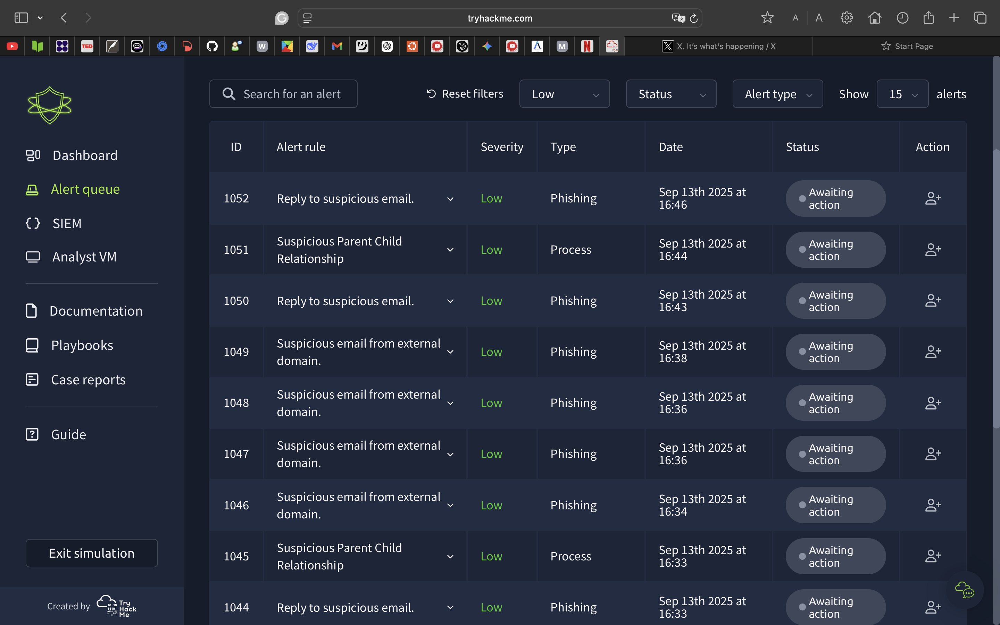 tryhackme.com
A
A
TED
W
M
X. It's what's happening / X
Start Page
Search for an alert
Reset filters
Low
Status
Alert type
Show
15
alerts
Dashboard
Alert queue
SIEM
Analyst VM
Documentation
Playbooks
Case reports
Guide
Exit simulation
Created by
Try
Hack
Me
ID
Alert rule
Severity
Type
Date
Status
Action
1052
Reply to suspicious email.
Low
Phishing
Sep 13th 2025 at
16:46
Awaiting
action
1051
Suspicious Parent Child
Relationship
Low
Process
Sep 13th 2025 at
16:44
Awaiting
action
1050
Reply to suspicious email.
Low
Phishing
Sep 13th 2025 at
16:43
Awaiting
action
1049
Suspicious email from external
domain.
Low
Phishing
Sep 13th 2025 at
16:38
Awaiting
action
1048
Suspicious email from external
domain.
Low
Phishing
Sep 13th 2025 at
16:36
Awaiting
action
1047
Suspicious email from external
domain.
Low
Phishing
Sep 13th 2025 at
16:36
Awaiting
action
1046
Suspicious email from external
domain.
Low
Phishing
Sep 13th 2025 at
16:34
Awaiting
action
1045
Suspicious Parent Child
Relationship
Low
Process
Sep 13th 2025 at
16:33
Awaiting
action
1044
Reply to suspicious email.
Low
Phishing
Sep 13th 2025 at
16:33
Awaiting
action